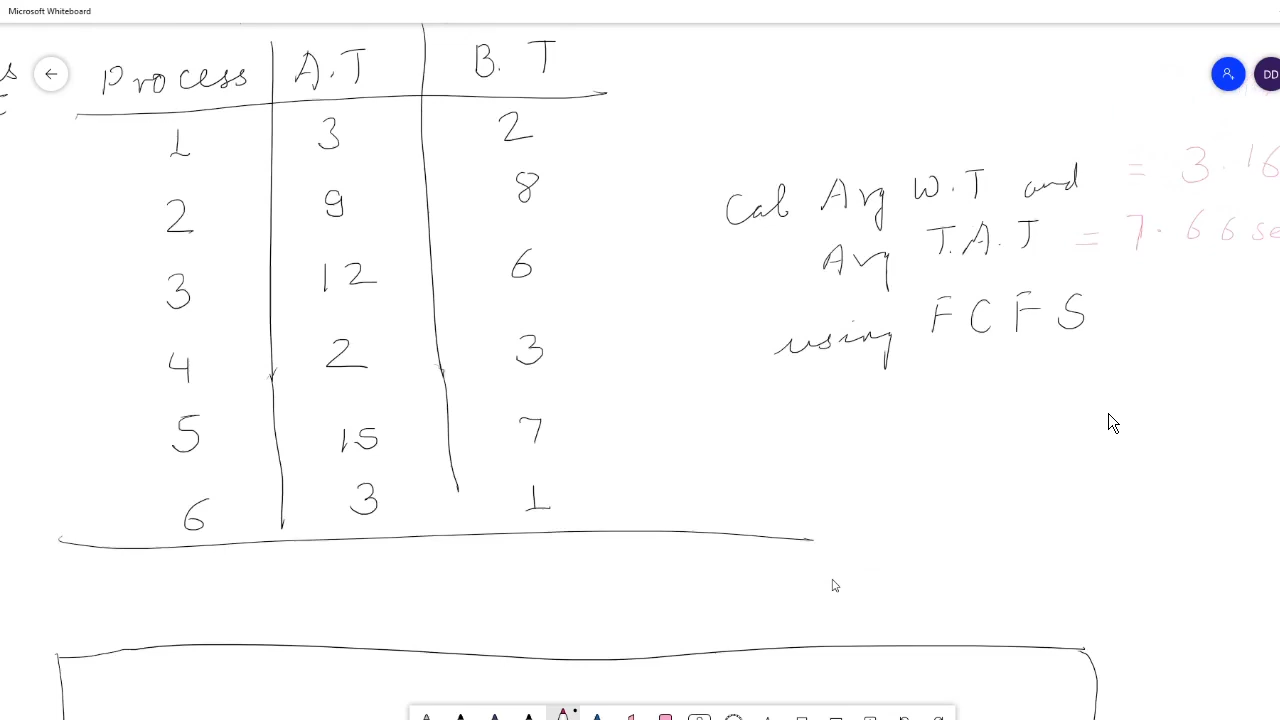 Microsoft Whiteboard
Process A.T B.T
1 3 2
2 9 8
3 12 6
4 2 3
5 15 7
6 3 1
Cal Avg W.T and = 3.16
Avg T.A.T = 7.66 se
using FCFS
DD